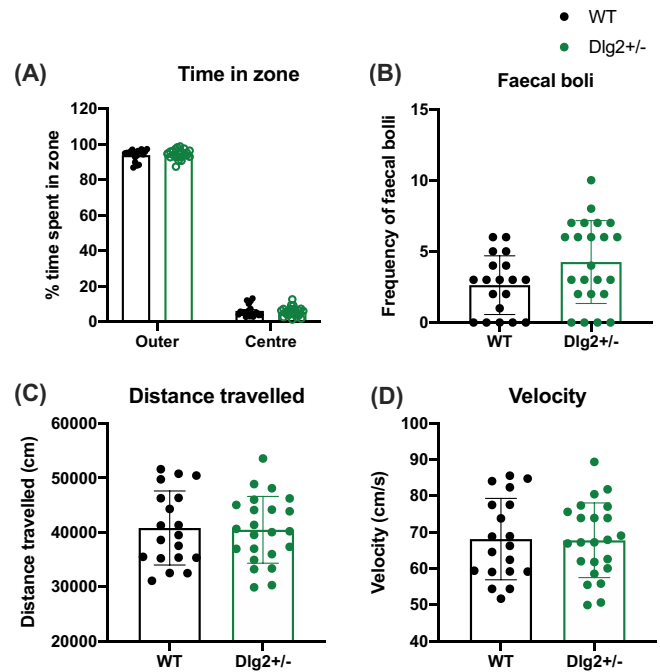 WT
Dlg2+/-
(A)
Time in zone
% time spent in zone
120
100
80
60
40
20
0
Outer
Centre
(B)
Faecal boli
Frequency of faecal bolli
15
10
5
0
WT
Dlg2+/-
(C)
Distance travelled
Distance travelled (cm)
60000
50000
40000
30000
20000
WT
Dlg2+/-
(D)
Velocity
Velocity (cm/s)
100
90
80
70
60
50
40
WT
Dlg2+/-